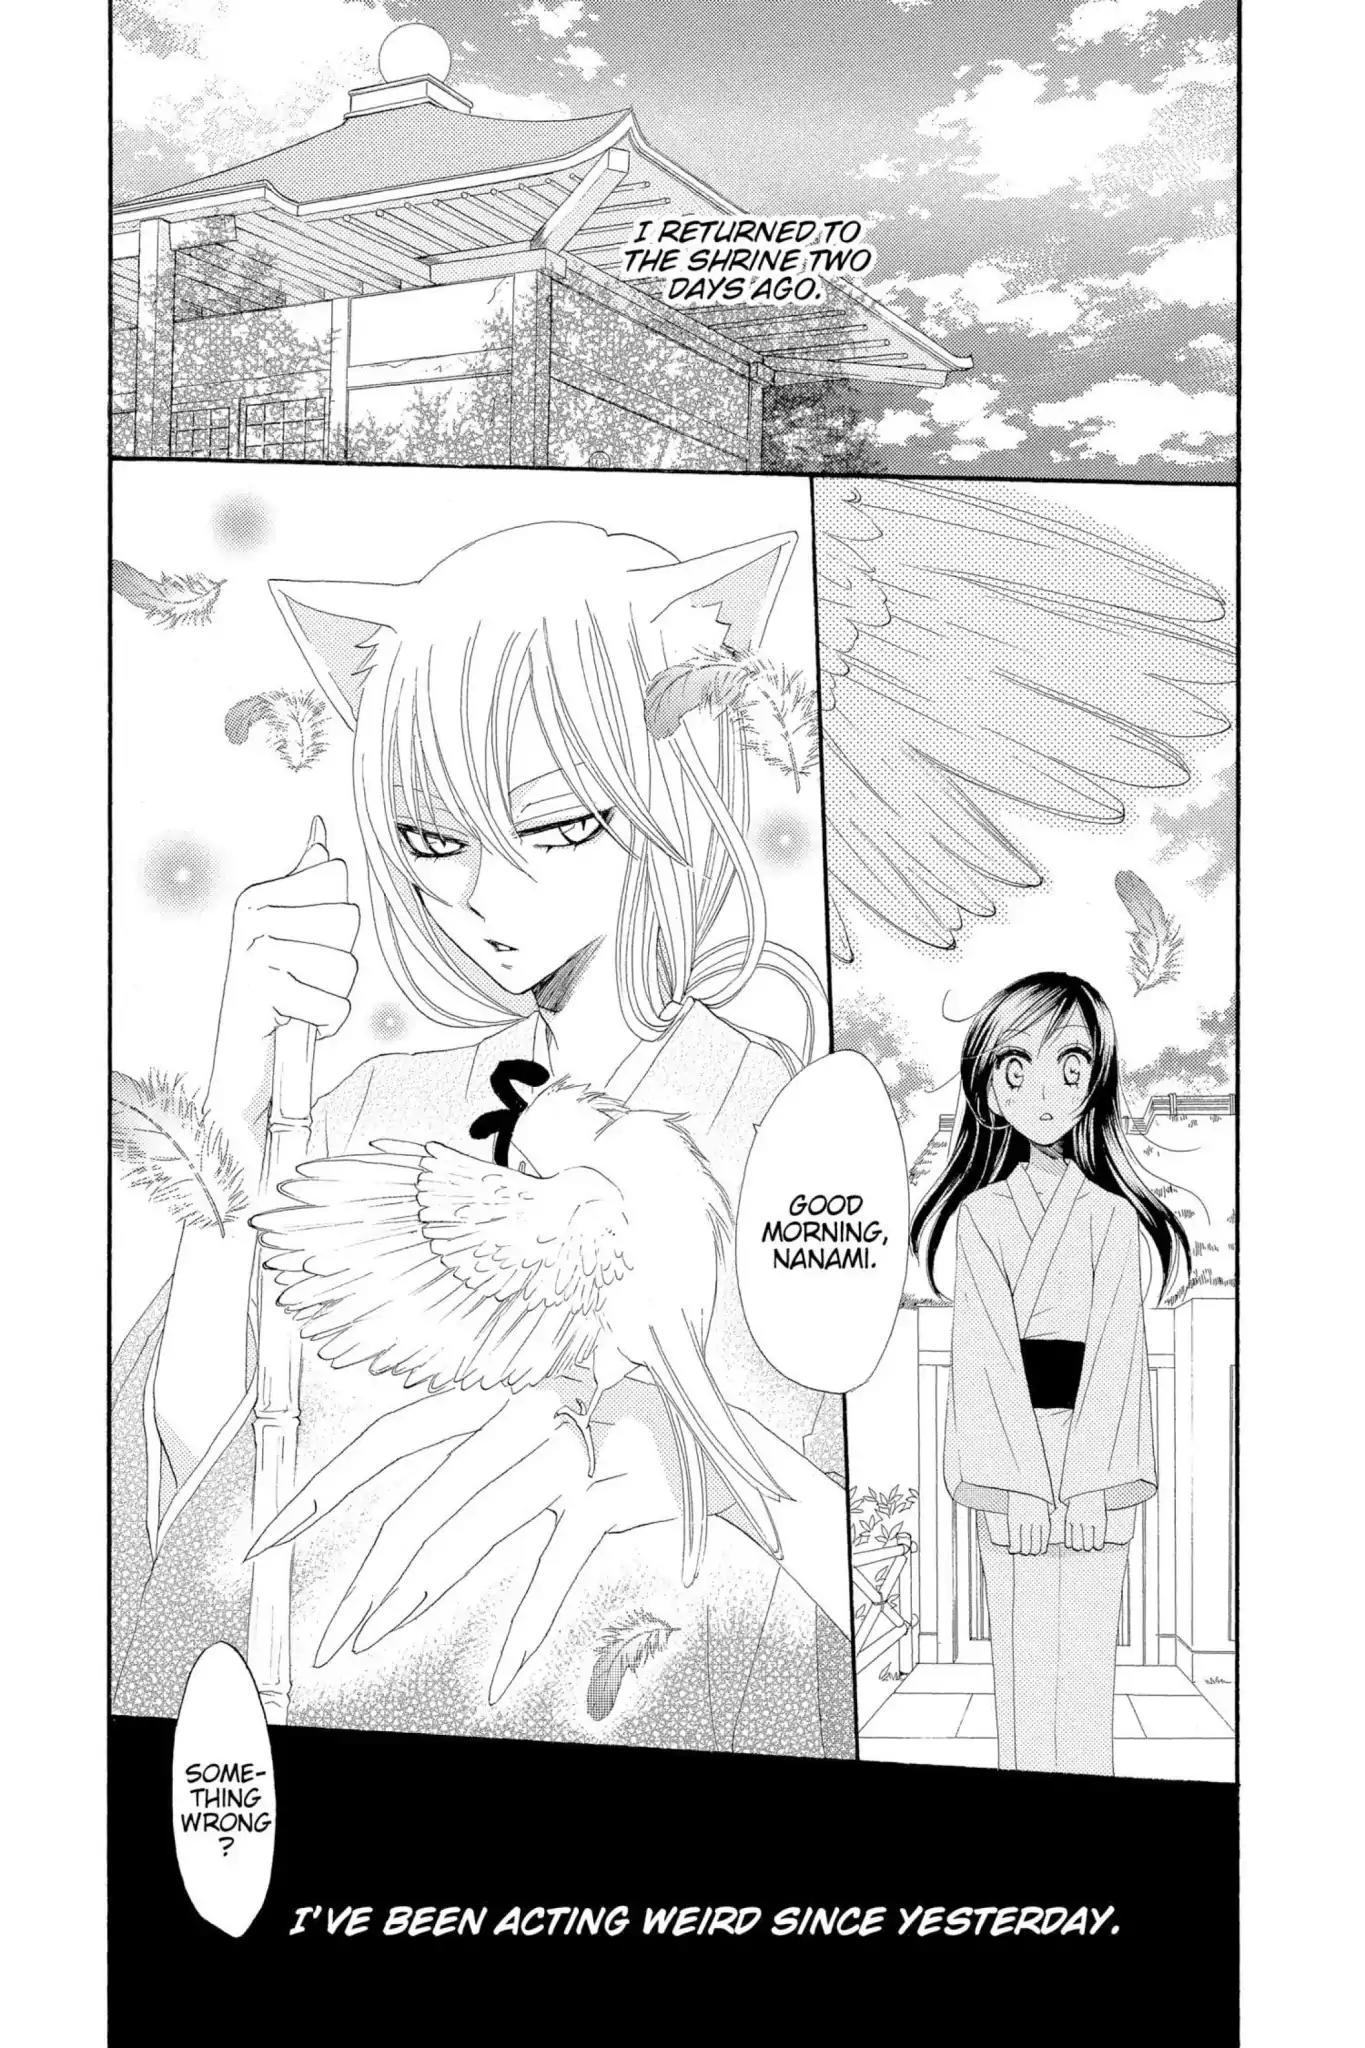 I RETURNED TO
THE SHRINE TWO
DAYS AGO.
GOOD
MORNING,
NANAMI.
SOME-
THING
WRONG
?
I'VE BEEN ACTING WEIRD SINCE YESTERDAY.